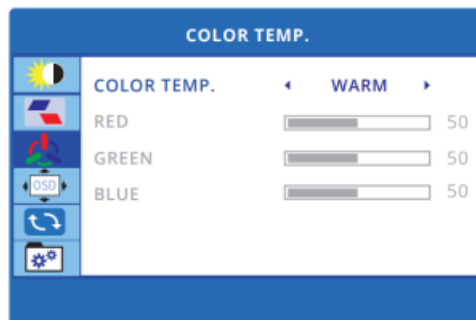 COLOR TEMP.
COLOR TEMP. WARM
RED 50
GREEN 50
OSD
BLUE 50